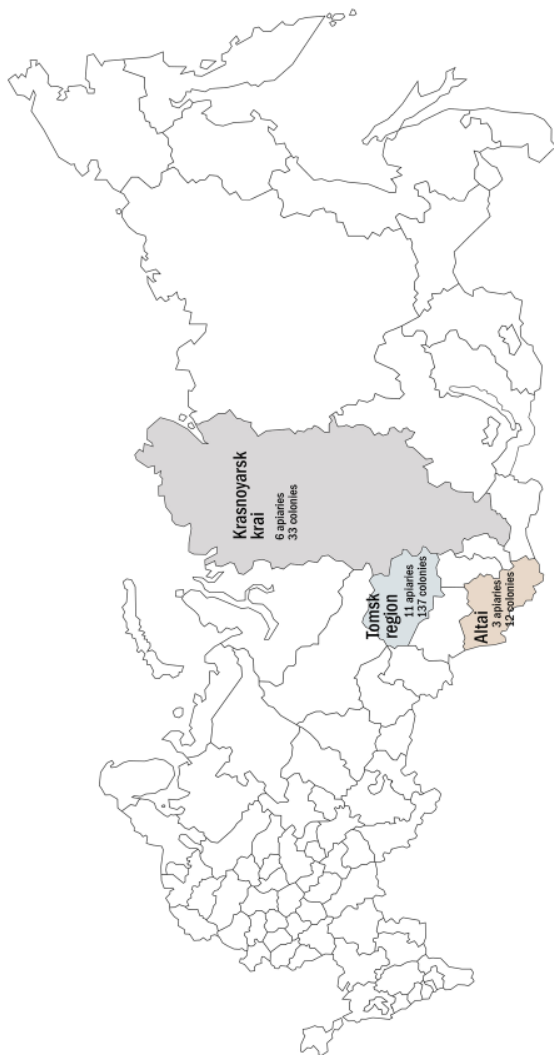 Krasnoyarsk
krai
6 apiaries
33 colonies
Tomsk
region
11 apiaries
137 colonies
Altai
3 apiaries
12 colonies